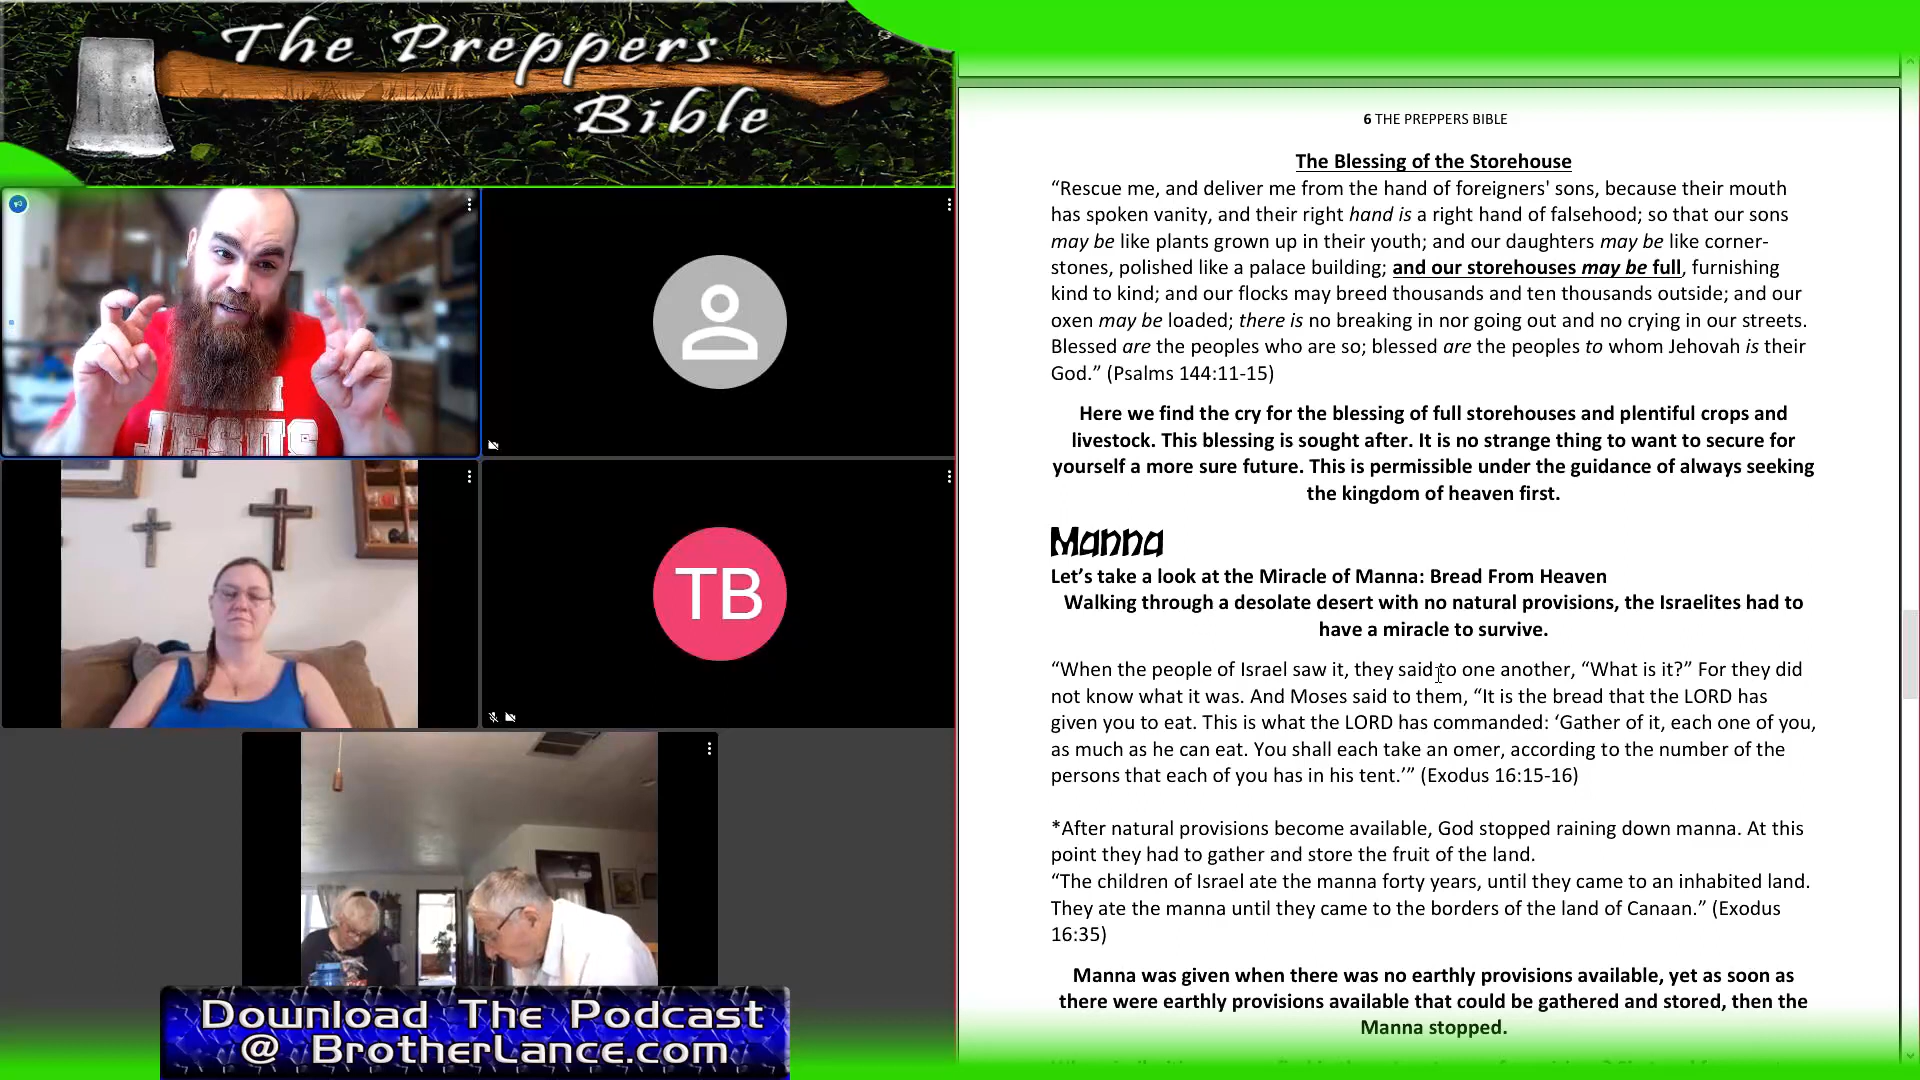 The Preppers
Bible
JESUS
TB
Download The Podcast
@ BrotherLance.com
6 THE PREPPERS BIBLE
The Blessing of the Storehouse
“Rescue me, and deliver me from the hand of foreigners' sons, because their mouth
has spoken vanity, and their right hand is a right hand of falsehood; so that our sons
may be like plants grown up in their youth; and our daughters may be like corner-
stones, polished like a palace building; and our storehouses may be full, furnishing
kind to kind; and our flocks may breed thousands and ten thousands outside; and our
oxen may be loaded; there is no breaking in nor going out and no crying in our streets.
Blessed are the peoples who are so; blessed are the peoples to whom Jehovah is their
God.” (Psalms 144:11-15)
Here we find the cry for the blessing of full storehouses and plentiful crops and
livestock. This blessing is sought after. It is no strange thing to want to secure for
yourself a more sure future. This is permissible under the guidance of always seeking
the kingdom of heaven first.
Manna
Let’s take a look at the Miracle of Manna: Bread From Heaven
Walking through a desolate desert with no natural provisions, the Israelites had to
have a miracle to survive.
“When the people of Israel saw it, they said to one another, “What is it?” For they did
not know what it was. And Moses said to them, “It is the bread that the LORD has
given you to eat. This is what the LORD has commanded: ‘Gather of it, each one of you,
as much as he can eat. You shall each take an omer, according to the number of the
persons that each of you has in his tent.’” (Exodus 16:15-16)
*After natural provisions become available, God stopped raining down manna. At this
point they had to gather and store the fruit of the land.
“The children of Israel ate the manna forty years, until they came to an inhabited land.
They ate the manna until they came to the borders of the land of Canaan.” (Exodus
16:35)
Manna was given when there was no earthly provisions available, yet as soon as
there were earthly provisions available that could be gathered and stored, then the
Manna stopped.